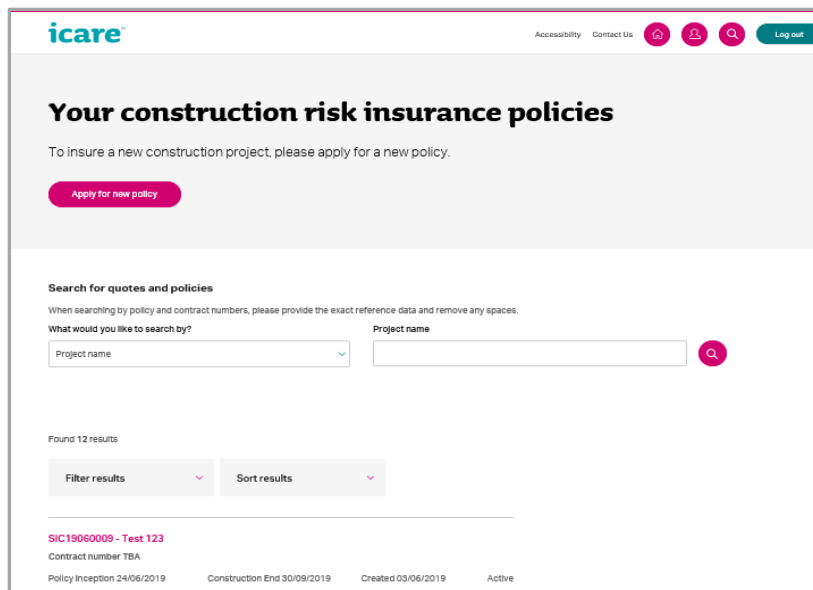 icare™
Accessibility Contact Us Log out
Your construction risk insurance policies
To insure a new construction project, please apply for a new policy.
Apply for new policy
Search for quotes and policies
When searching by policy and contract numbers, please provide the exact reference data and remove any spaces.
What would you like to search by? Project name
Project name
Found 12 results
Filter results Sort results
SIC19060009 - Test 123
Contract number TBA
Policy Inception 24/06/2019 Construction End 30/09/2019 Created 03/06/2019 Active